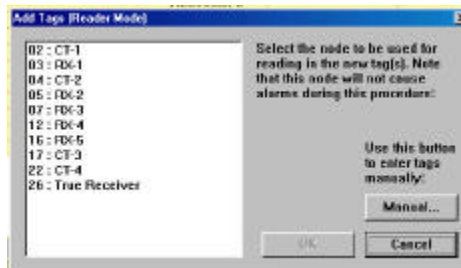 Add Tags (Reader Mode)
02 : CT-1
03 : RX-1
04 : CT-2
05 : RX-2
07 : RX-3
12 : RX-4
16 : RX-5
17 : CT-3
22 : CT-4
26 : True Receiver
Select the node to be used for
reading in the new tag(s). Note
that this node will not cause
alarms during this procedure:
Use this button
to enter tags
manually:
Manual...
OK
Cancel